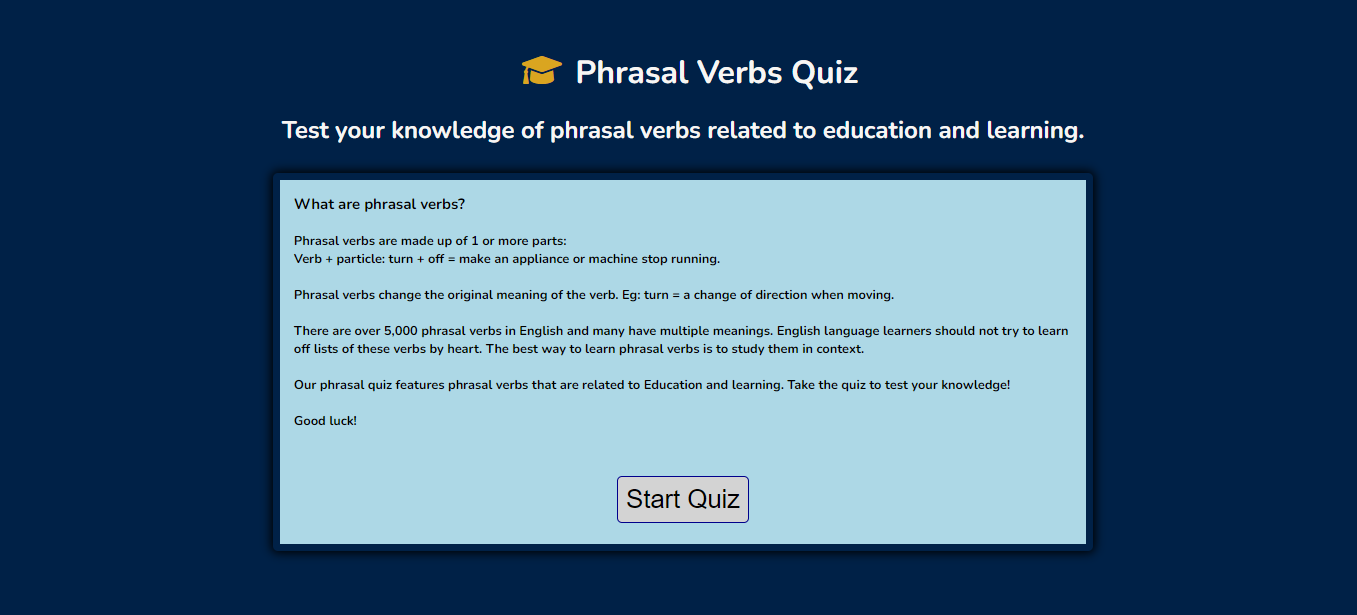 Phrasal Verbs Quiz
Test your knowledge of phrasal verbs related to education and learning.
What are phrasal verbs?
Phrasal verbs are made up of 1 or more parts:
Verb + particle: turn + off = make an appliance or machine stop running.
Phrasal verbs change the original meaning of the verb. Eg: turn = a change of direction when moving.
There are over 5,000 phrasal verbs in English and many have multiple meanings. English language learners should not try to learn
off lists of these verbs by heart. The best way to learn phrasal verbs is to study them in context.
Our phrasal quiz features phrasal verbs that are related to Education and learning. Take the quiz to test your knowledge!
Good luck!
Start Quiz